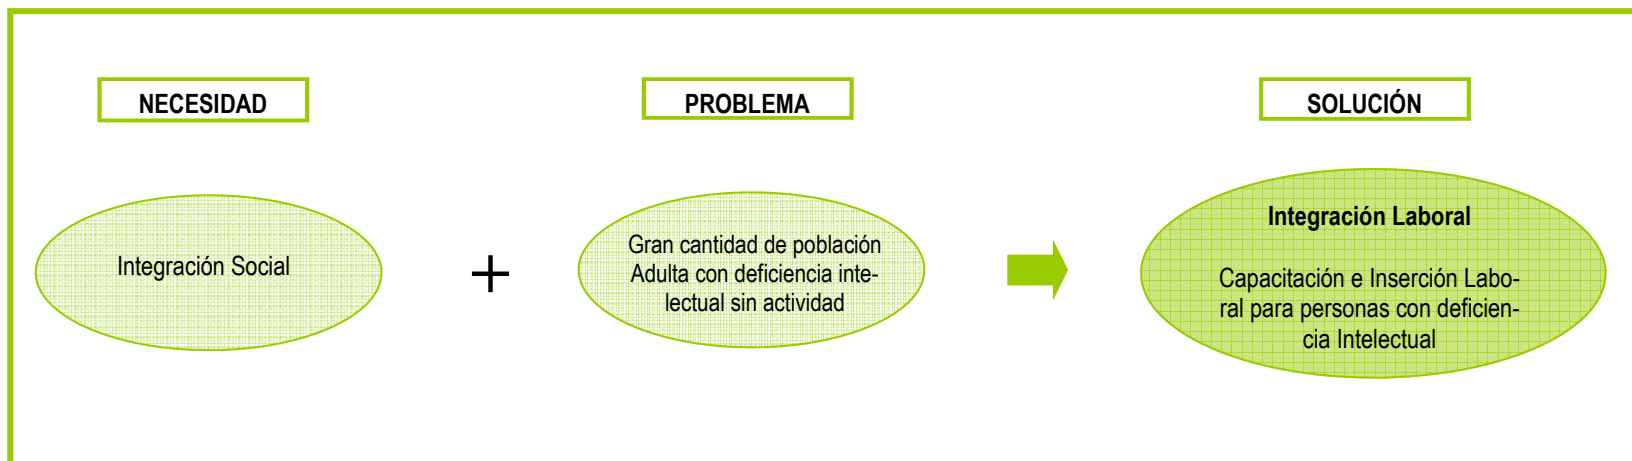 NECESIDAD
PROBLEMA
SOLUCIÓN
Integración Social
+
Gran cantidad de población
Adulta con deficiencia inte-
lectual sin actividad
Integración Laboral
Capacitación e Inserción Labo-
ral para personas con deficien-
cia Intelectual